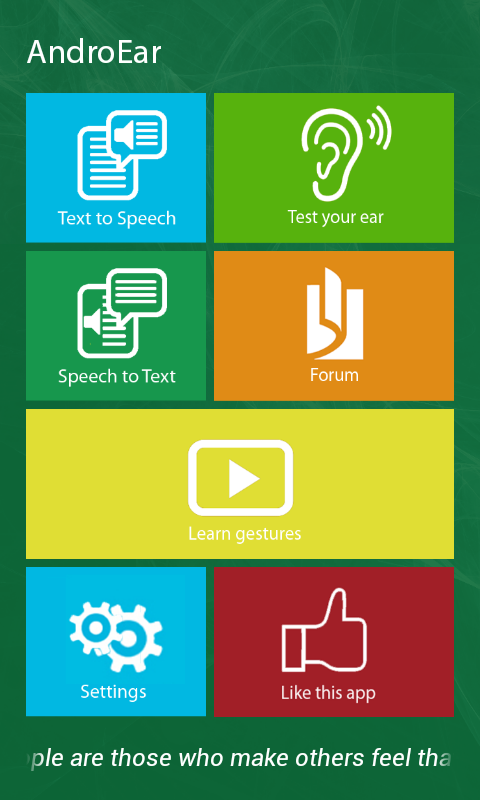 AndroEar
Text to Speech
Test your ear
Speech to Text
Forum
Learn gestures
Settings
Like this app
ple are those who make others feel tha